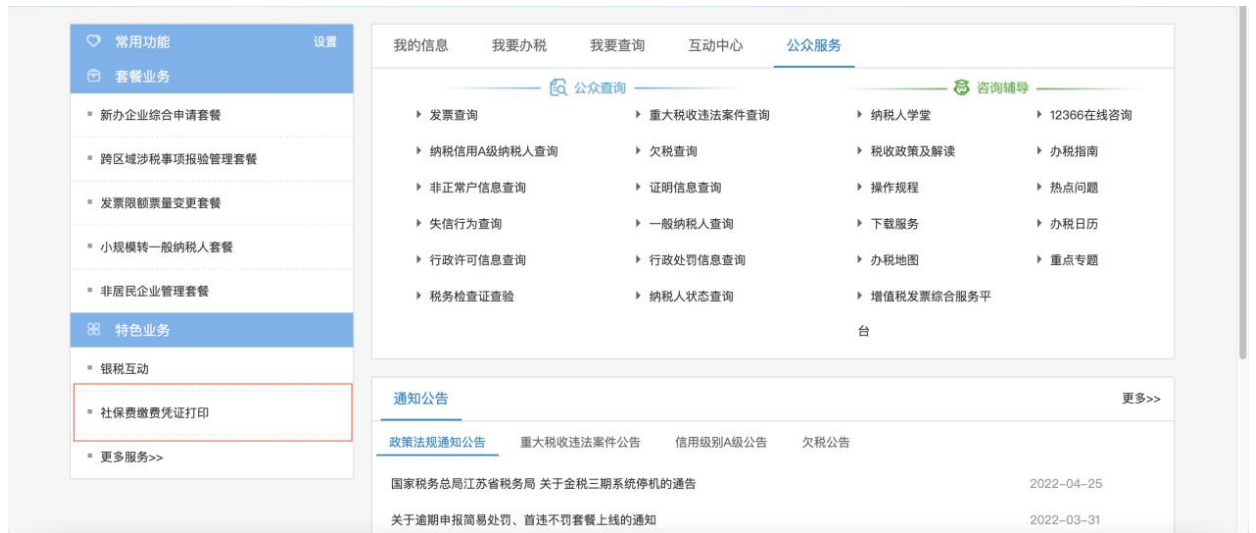 常用功能 设置
套餐业务
新办企业综合申请套餐
跨区域涉税事项报验管理套餐
发票限额票量变更套餐
小规模转一般纳税人套餐
非居民企业管理套餐
特色业务
银税互动
社保费缴费凭证打印
更多服务>>
我的信息 我要办税 我要查询 互动中心 公众服务
公众查询 咨询辅导
发票查询 重大税收违法案件查询 纳税人学堂 12366在线咨询
纳税信用A级纳税人查询 欠税查询 税收政策及解读 办税指南
非正常户信息查询 证明信息查询 操作规程 热点问题
失信行为查询 一般纳税人查询 下载服务 办税日历
行政许可信息查询 行政处罚信息查询 办税地图 重点专题
税务检查证查验 纳税人状态查询 增值税发票综合服务平
台
通知公告 更多>>
政策法规通知公告 重大税收违法案件公告 信用级别A级公告 欠税公告
国家税务总局江苏省税务局 关于金税三期系统停机的通告 2022-04-25
关于逾期申报简易处罚、首违不罚套餐上线的通知 2022-03-31